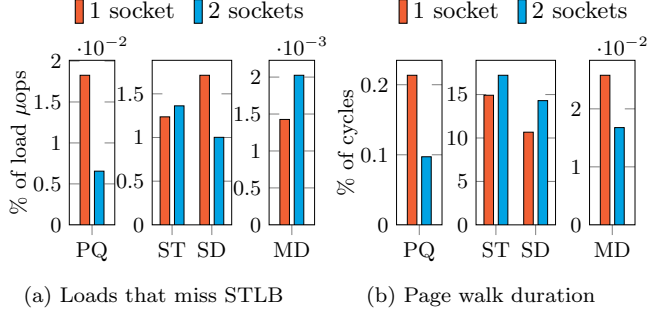 1 socket 2 sockets
1 socket 2 sockets
·10⁻²
·10⁻³
·10⁻²
% of load μops
2
1.5
1
0.5
0
PQ
1.5
1
0.5
0
ST SD
2
1.5
1
0.5
0
MD
% of cycles
0.2
0.1
0
PQ
15
10
5
0
ST SD
2
1
0
MD
(a) Loads that miss STLB
(b) Page walk duration